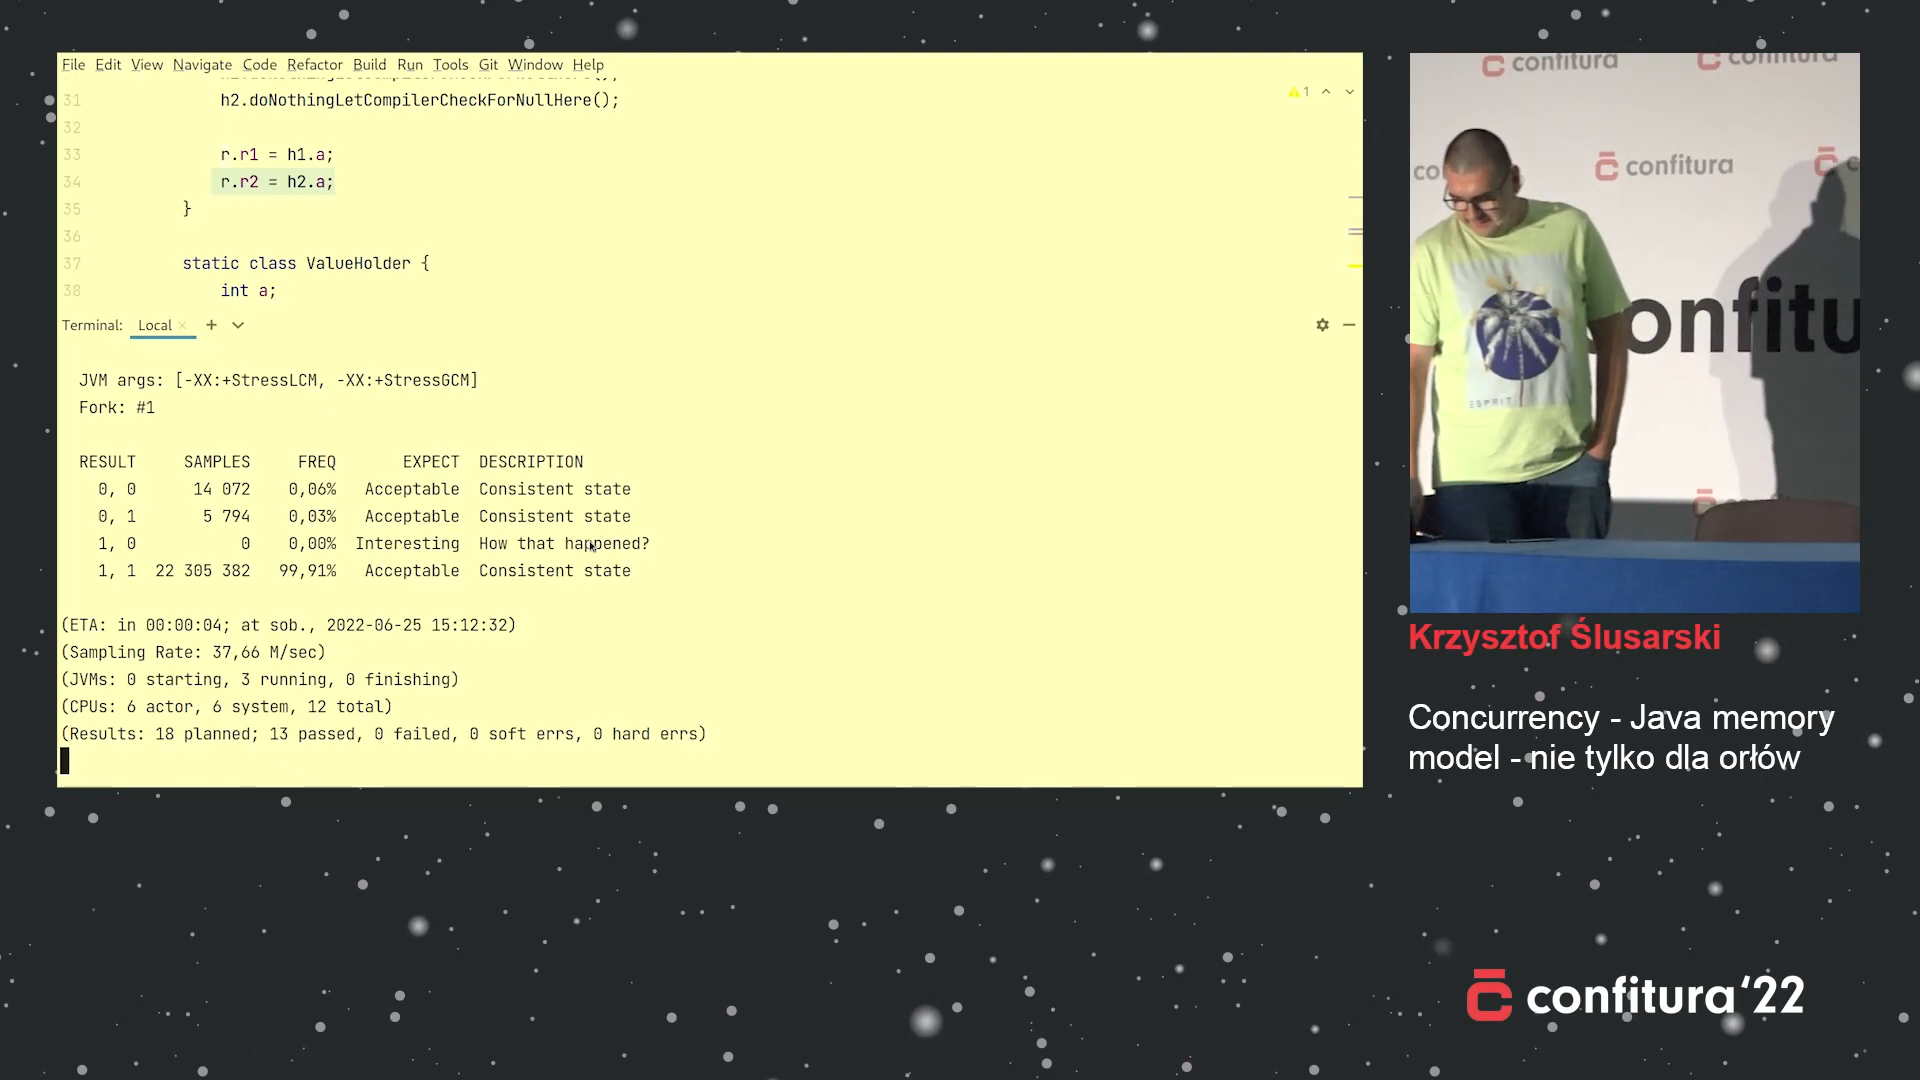 File Edit View Navigate Code Refactor Build Run Tools Git Window Help
31 h2.doNothingLetCompilerCheckForNullHere();
1
32
33 r.r1 = h1.a;
34 r.r2 = h2.a;
35 }
36
37 static class ValueHolder {
38 int a;
Terminal: Local × +
JVM args: [-XX:+StressLCM, -XX:+StressGCM]
Fork: #1
RESULT SAMPLES FREQ EXPECT DESCRIPTION
0, 0 14 072 0,06% Acceptable Consistent state
0, 1 5 794 0,03% Acceptable Consistent state
1, 0 0 0,00% Interesting How that happened?
1, 1 22 305 382 99,91% Acceptable Consistent state
(ETA: in 00:00:04; at sob., 2022-06-25 15:12:32)
(Sampling Rate: 37,66 M/sec)
(JVMs: 0 starting, 3 running, 0 finishing)
(CPUs: 6 actor, 6 system, 12 total)
(Results: 18 planned; 13 passed, 0 failed, 0 soft errs, 0 hard errs)
confitura
confitura
co
confitura
c
onfitu
ESPRIT
Krzysztof Ślusarski
Concurrency - Java memory
model - nie tylko dla orłów
confitura '22